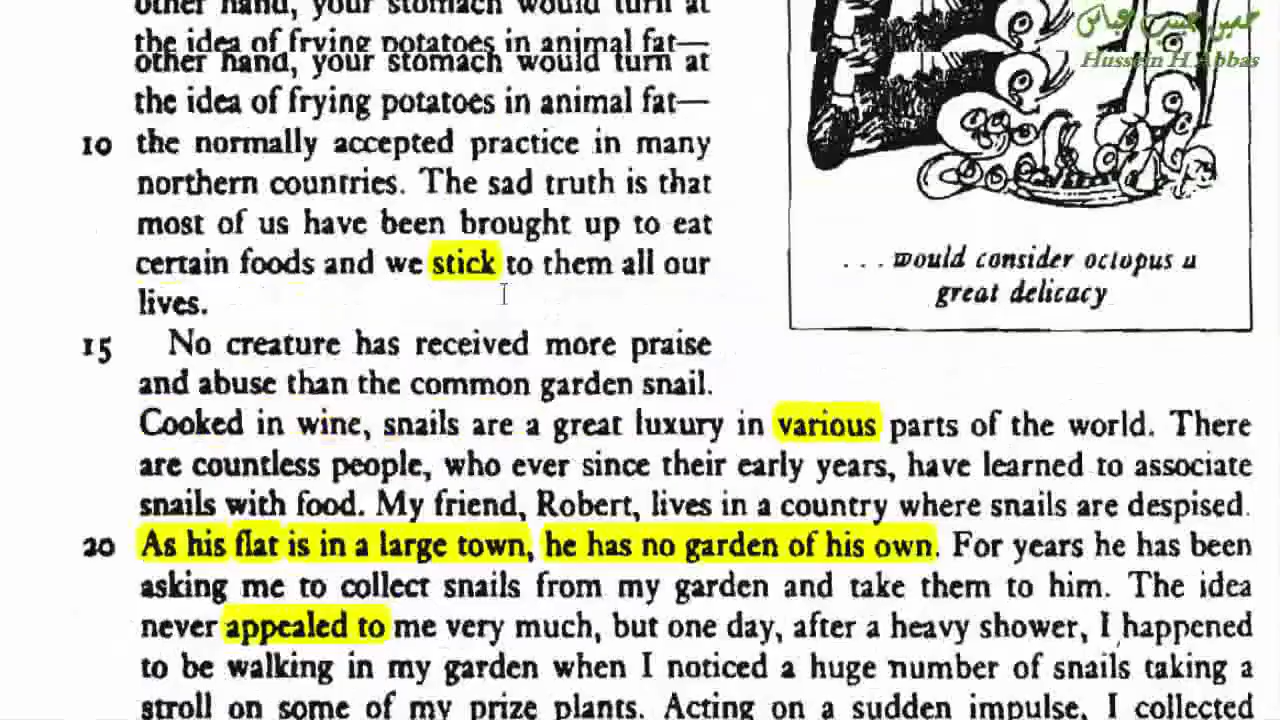 other hand, your stomach would turn at
the idea of frying potatoes in animal fat—
other hand, your stomach would turn at
the idea of frying potatoes in animal fat—
10 the normally accepted practice in many
northern countries. The sad truth is that
most of us have been brought up to eat
certain foods and we stick to them all our
lives.
15 No creature has received more praise
and abuse than the common garden snail.
Cooked in wine, snails are a great luxury in various parts of the world. There
are countless people, who ever since their early years, have learned to associate
snails with food. My friend, Robert, lives in a country where snails are despised.
20 As his flat is in a large town, he has no garden of his own. For years he has been
asking me to collect snails from my garden and take them to him. The idea
never appealed to me very much, but one day, after a heavy shower, I happened
to be walking in my garden when I noticed a huge number of snails taking a
stroll on some of my prize plants. Acting on a sudden impulse, I collected
حسين حبيب عباس
Hussein H.Abbas
. . . would consider octopus a
great delicacy